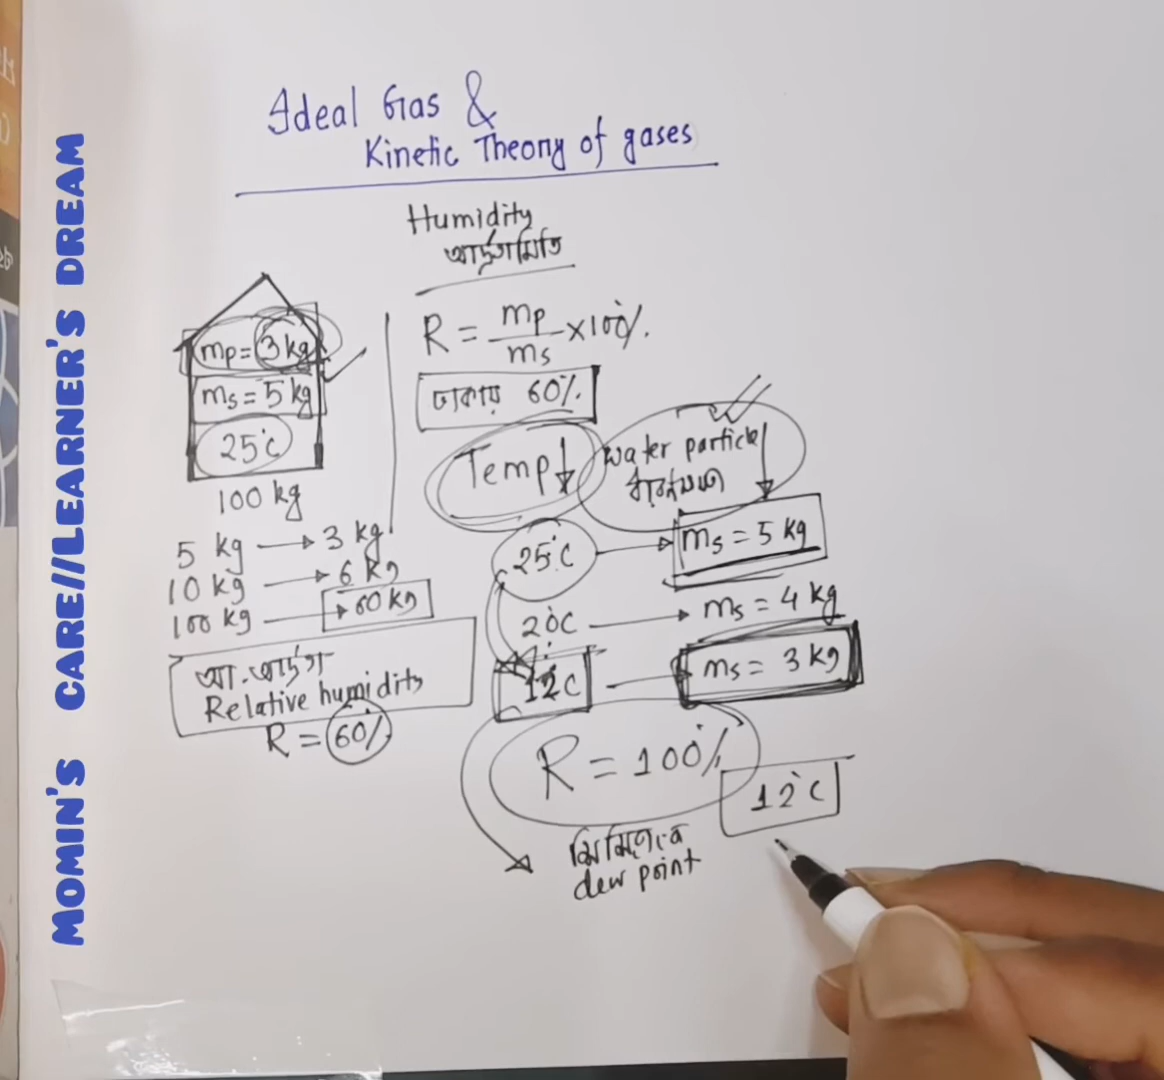 Ideal Gas &
Kinetic Theory of gases
Humidity
আর্দ্রতামিতি
mp = 3 kg
ms = 5 kg
25°C
100 kg
5 kg → 3 kg
10 kg → 6 kg
100 kg → 60 kg
আ. আর্দ্রতা
Relative humidity
R = 60%
R = mp/ms × 100%
ঢাকায় 60%
Temp ↓
water particle ↓
ধারণক্ষমতা
25°C → ms = 5 kg
20°C → ms = 4 kg
12°C → ms = 3 kg
R = 100%
12°C
শিশিরাংক
dew point
MOMIN'S CARE//LEARNER'S DREAM